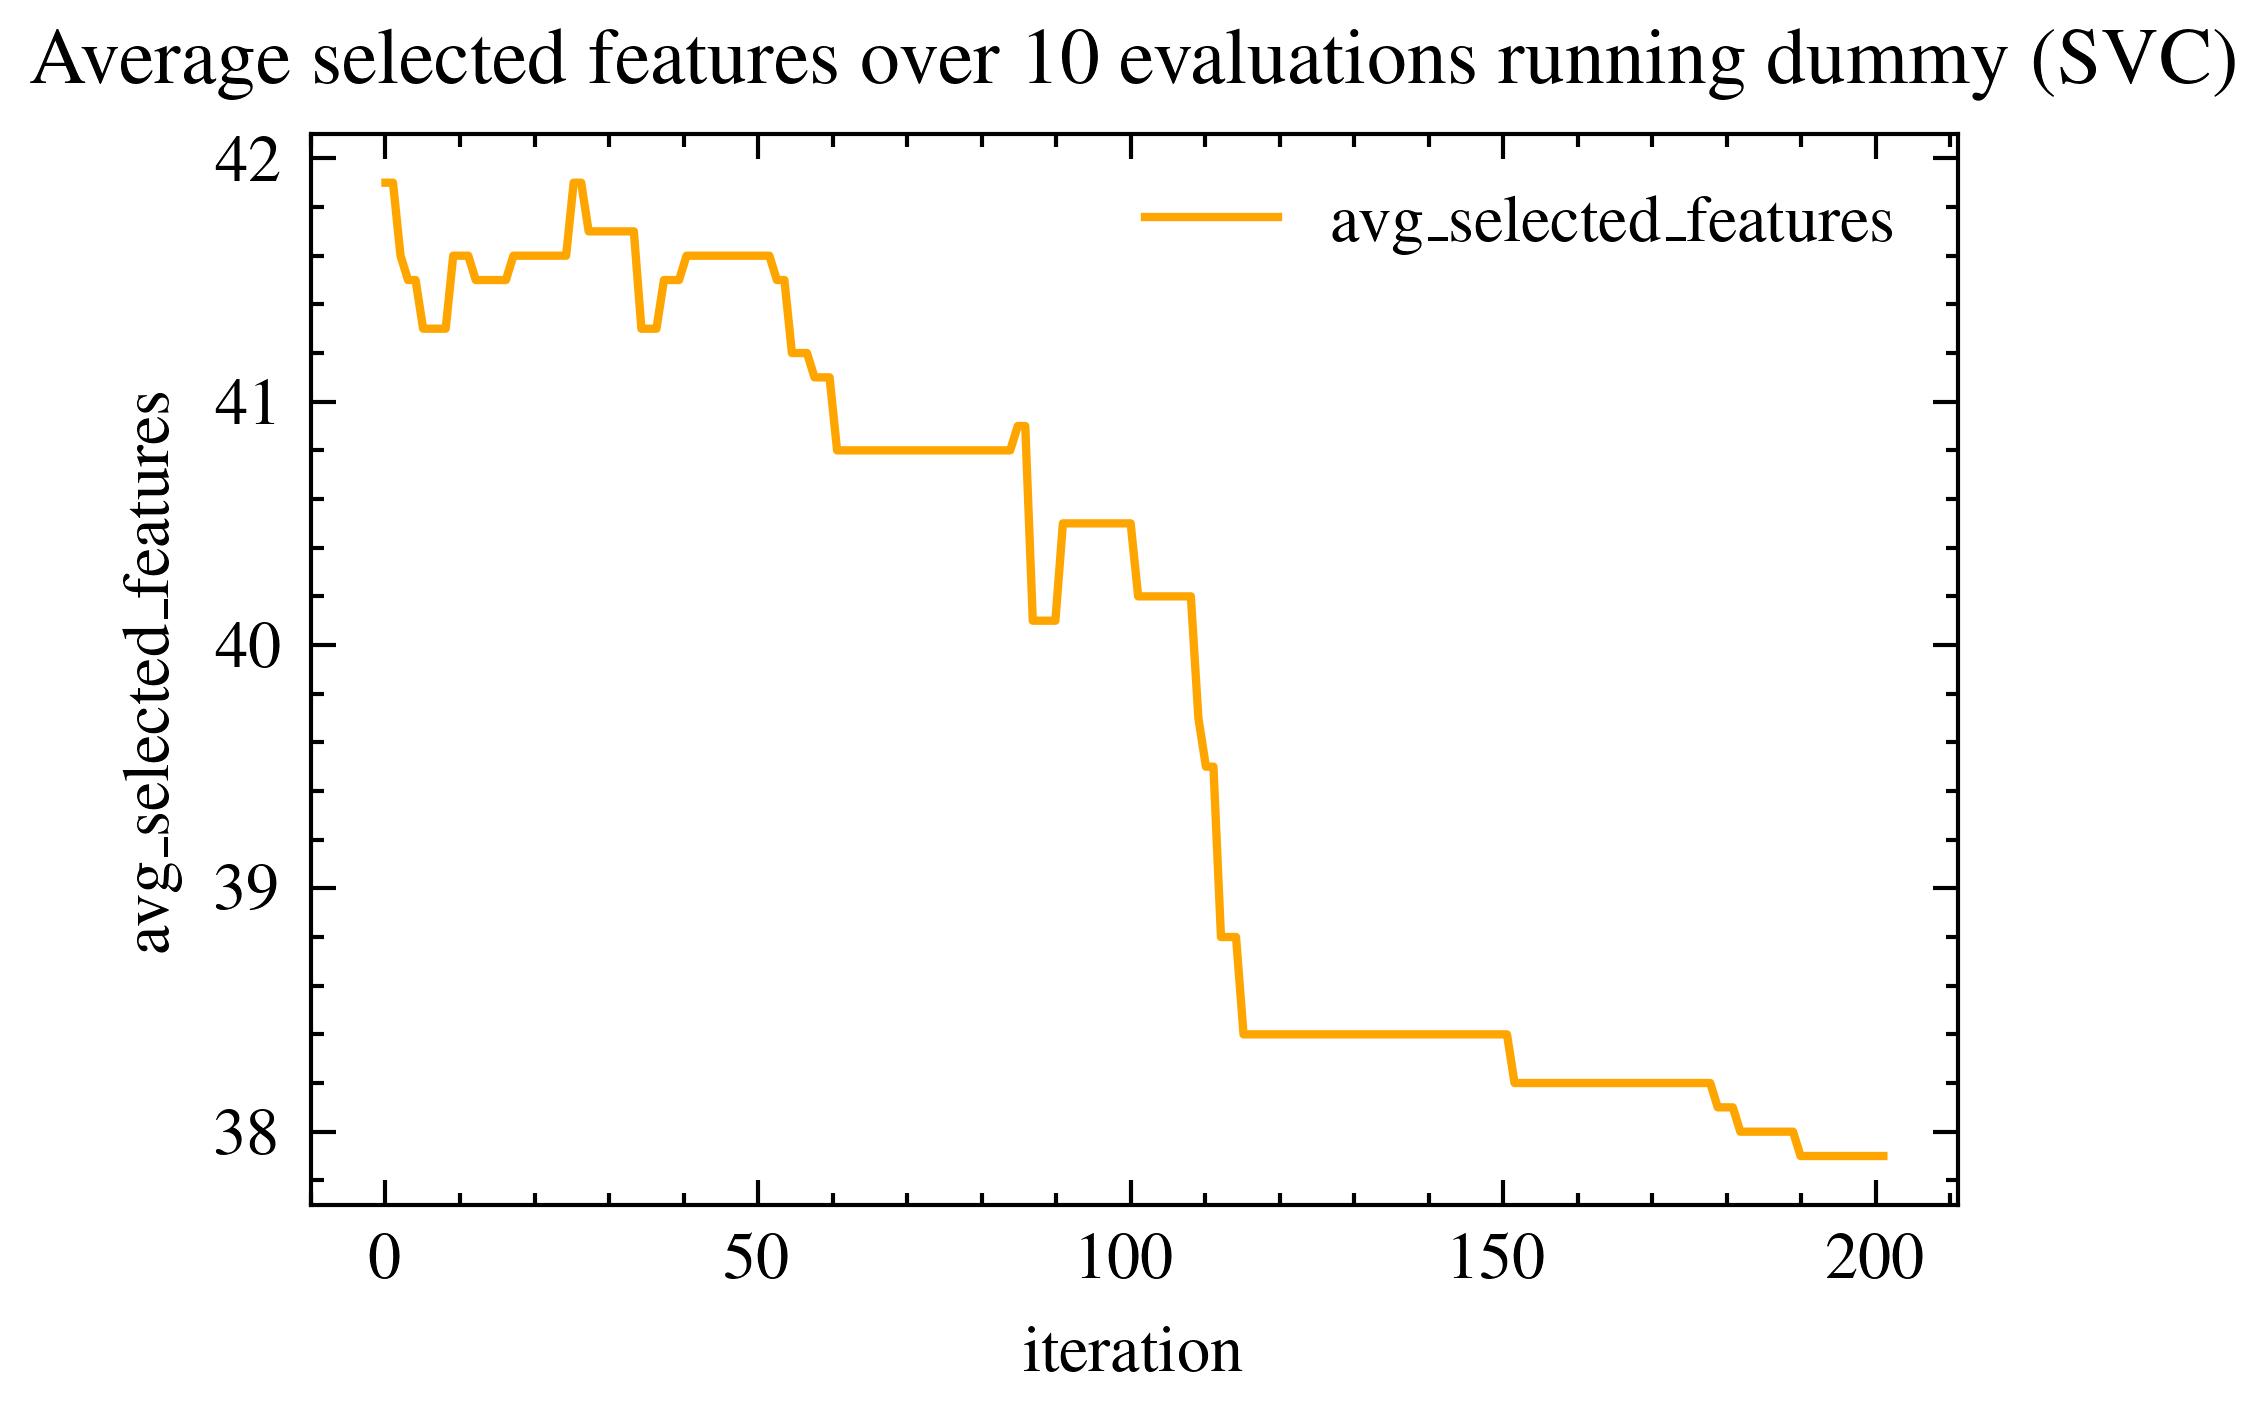 Average selected features over 10 evaluations running dummy (SVC)
avg_selected_features
avg_selected_features
42
41
40
39
38
0 50 100 150 200
iteration